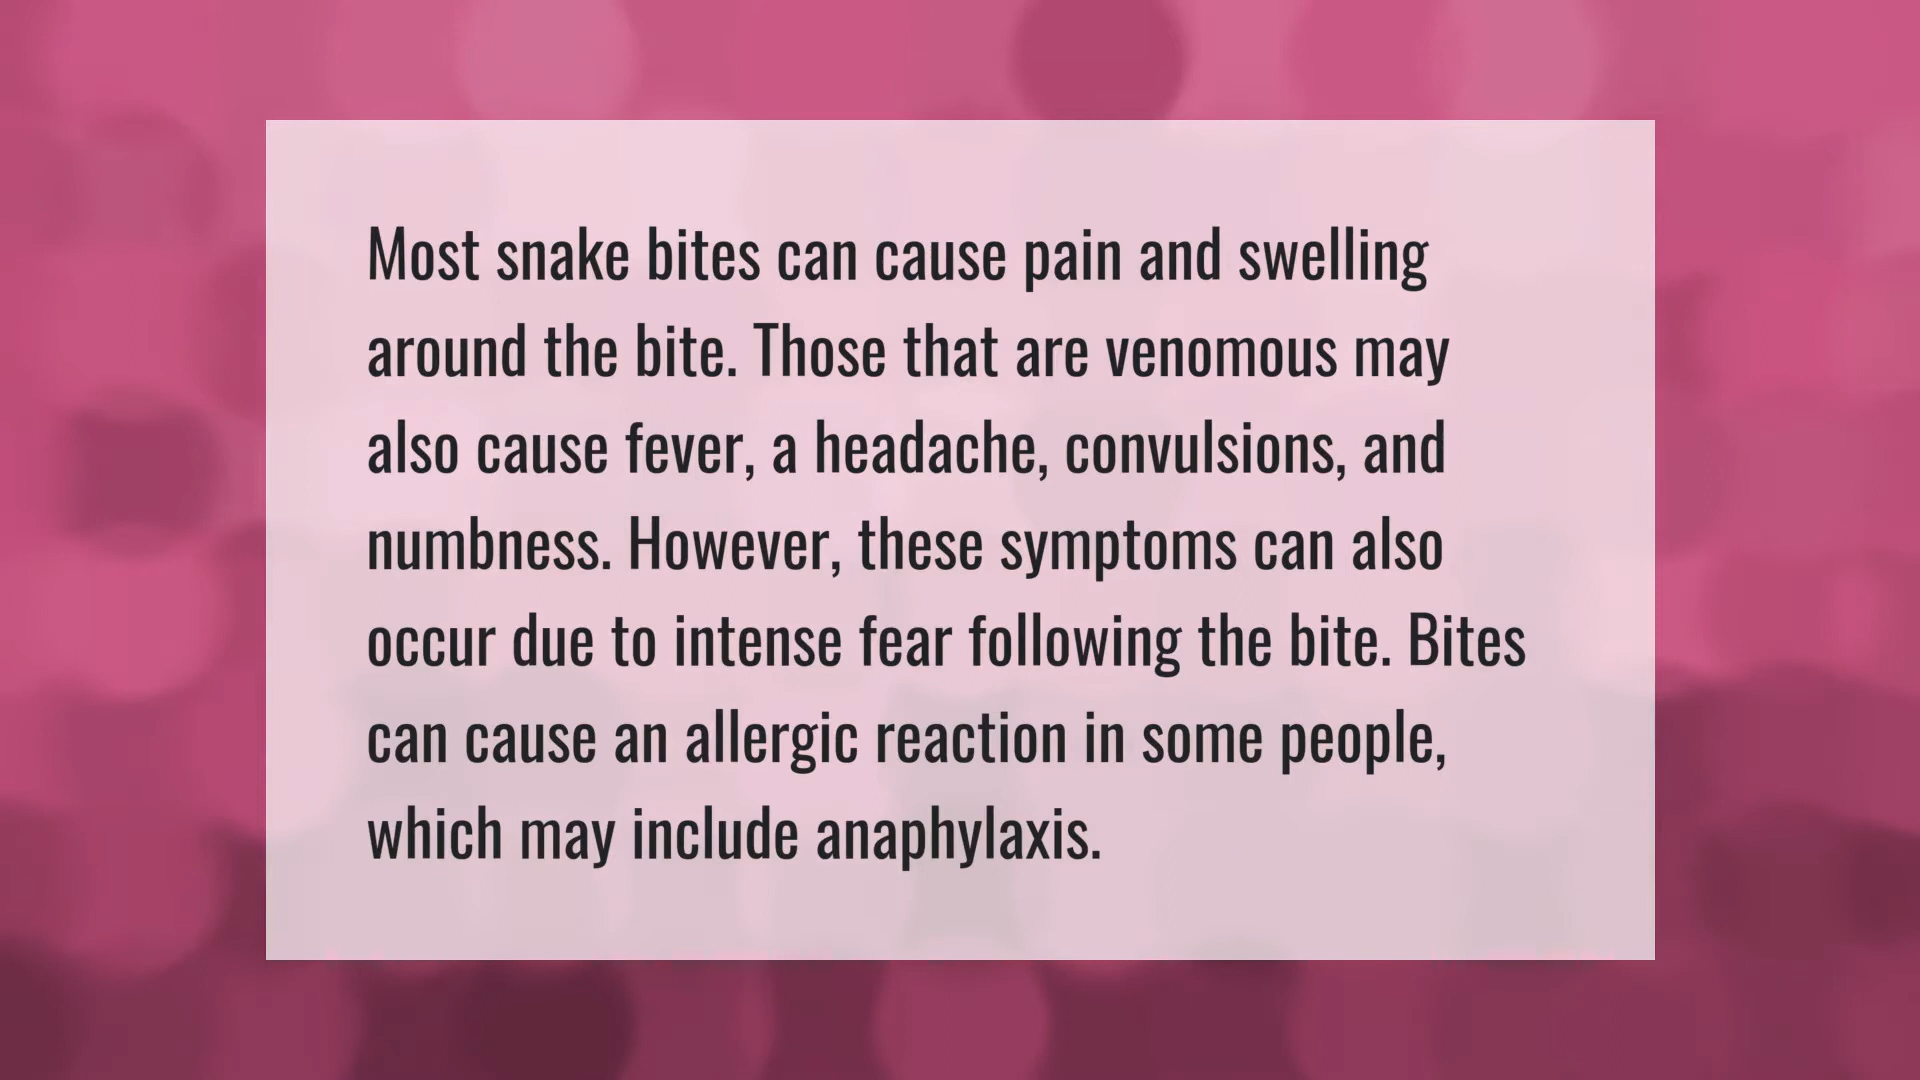 Most snake bites can cause pain and swelling
around the bite. Those that are venomous may
also cause fever, a headache, convulsions, and
numbness. However, these symptoms can also
occur due to intense fear following the bite. Bites
can cause an allergic reaction in some people,
which may include anaphylaxis.